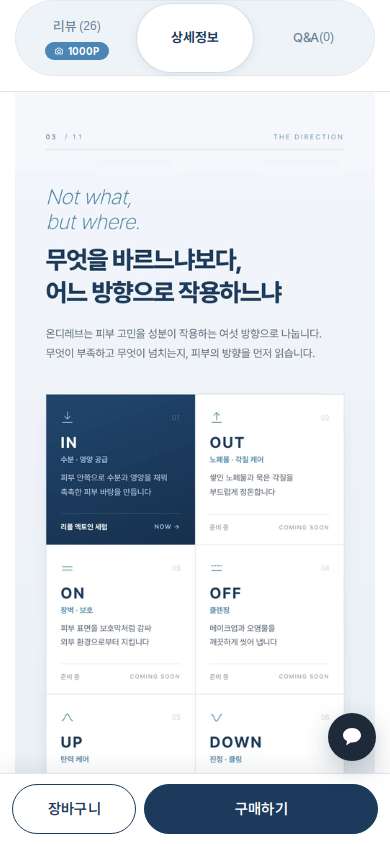 리뷰 (26)
1000P
상세정보
Q&A(0)
03 / 11
THE DIRECTION
Not what,
but where.
무엇을 바르느냐보다,
어느 방향으로 작용하느냐
온디레브는 피부 고민을 성분이 작용하는 여섯 방향으로 나눕니다.
무엇이 부족하고 무엇이 넘치는지, 피부의 방향을 먼저 읽습니다.
01
IN
수분 · 영양 공급
피부 안쪽으로 수분과 영양을 채워
촉촉한 피부 바탕을 만듭니다
리폴 엑토인 세럼
NOW →
02
OUT
노폐물 · 각질 케어
쌓인 노폐물과 묵은 각질을
부드럽게 정돈합니다
준비 중
COMING SOON
03
ON
장벽 · 보호
피부 표면을 보호막처럼 감싸
외부 환경으로부터 지킵니다
준비 중
COMING SOON
04
OFF
클렌징
메이크업과 오염물을
깨끗하게 씻어 냅니다
준비 중
COMING SOON
05
UP
탄력 케어
06
DOWN
진정 · 쿨링
장바구니
구매하기